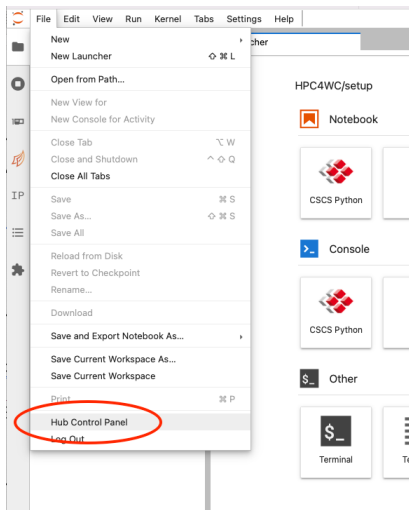 File Edit View Run Kernel Tabs Settings Help
New
New Launcher ⇧ ⌘ L
Open from Path...
New View for
New Console for Activity
Close Tab ⌥ W
Close and Shutdown ^ ⇧ Q
Close All Tabs
Save ⌘ S
Save As... ⇧ ⌘ S
Save All
Reload from Disk
Revert to Checkpoint
Rename...
Download
Save and Export Notebook As...
Save Current Workspace As...
Save Current Workspace
Print... ⌘ P
Hub Control Panel
Log Out
IP
cher
HPC4WC/setup
Notebook
CSCS Python
Console
CSCS Python
$_ Other
$_
Terminal
Te